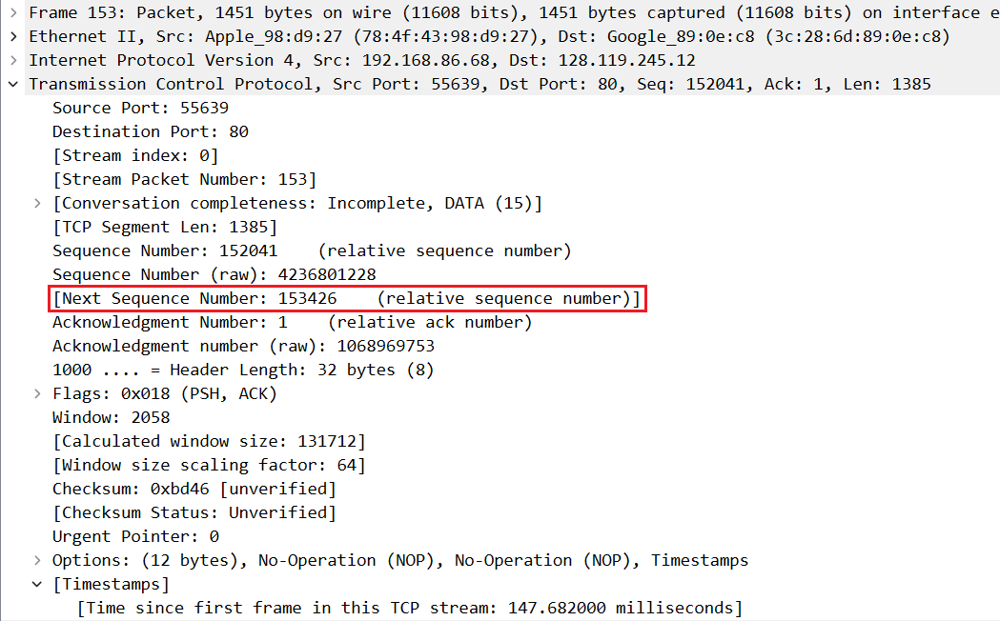 Frame 153: Packet, 1451 bytes on wire (11608 bits), 1451 bytes captured (11608 bits) on interface e
Ethernet II, Src: Apple_98:d9:27 (78:4f:43:98:d9:27), Dst: Google_89:0e:c8 (3c:28:6d:89:0e:c8)
Internet Protocol Version 4, Src: 192.168.86.68, Dst: 128.119.245.12
Transmission Control Protocol, Src Port: 55639, Dst Port: 80, Seq: 152041, Ack: 1, Len: 1385
Source Port: 55639
Destination Port: 80
[Stream index: 0]
[Stream Packet Number: 153]
[Conversation completeness: Incomplete, DATA (15)]
[TCP Segment Len: 1385]
Sequence Number: 152041    (relative sequence number)
Sequence Number (raw): 4236801228
[Next Sequence Number: 153426    (relative sequence number)]
Acknowledgment Number: 1    (relative ack number)
Acknowledgment number (raw): 1068969753
1000 .... = Header Length: 32 bytes (8)
Flags: 0x018 (PSH, ACK)
Window: 2058
[Calculated window size: 131712]
[Window size scaling factor: 64]
Checksum: 0xbd46 [unverified]
[Checksum Status: Unverified]
Urgent Pointer: 0
Options: (12 bytes), No-Operation (NOP), No-Operation (NOP), Timestamps
[Timestamps]
[Time since first frame in this TCP stream: 147.682000 milliseconds]